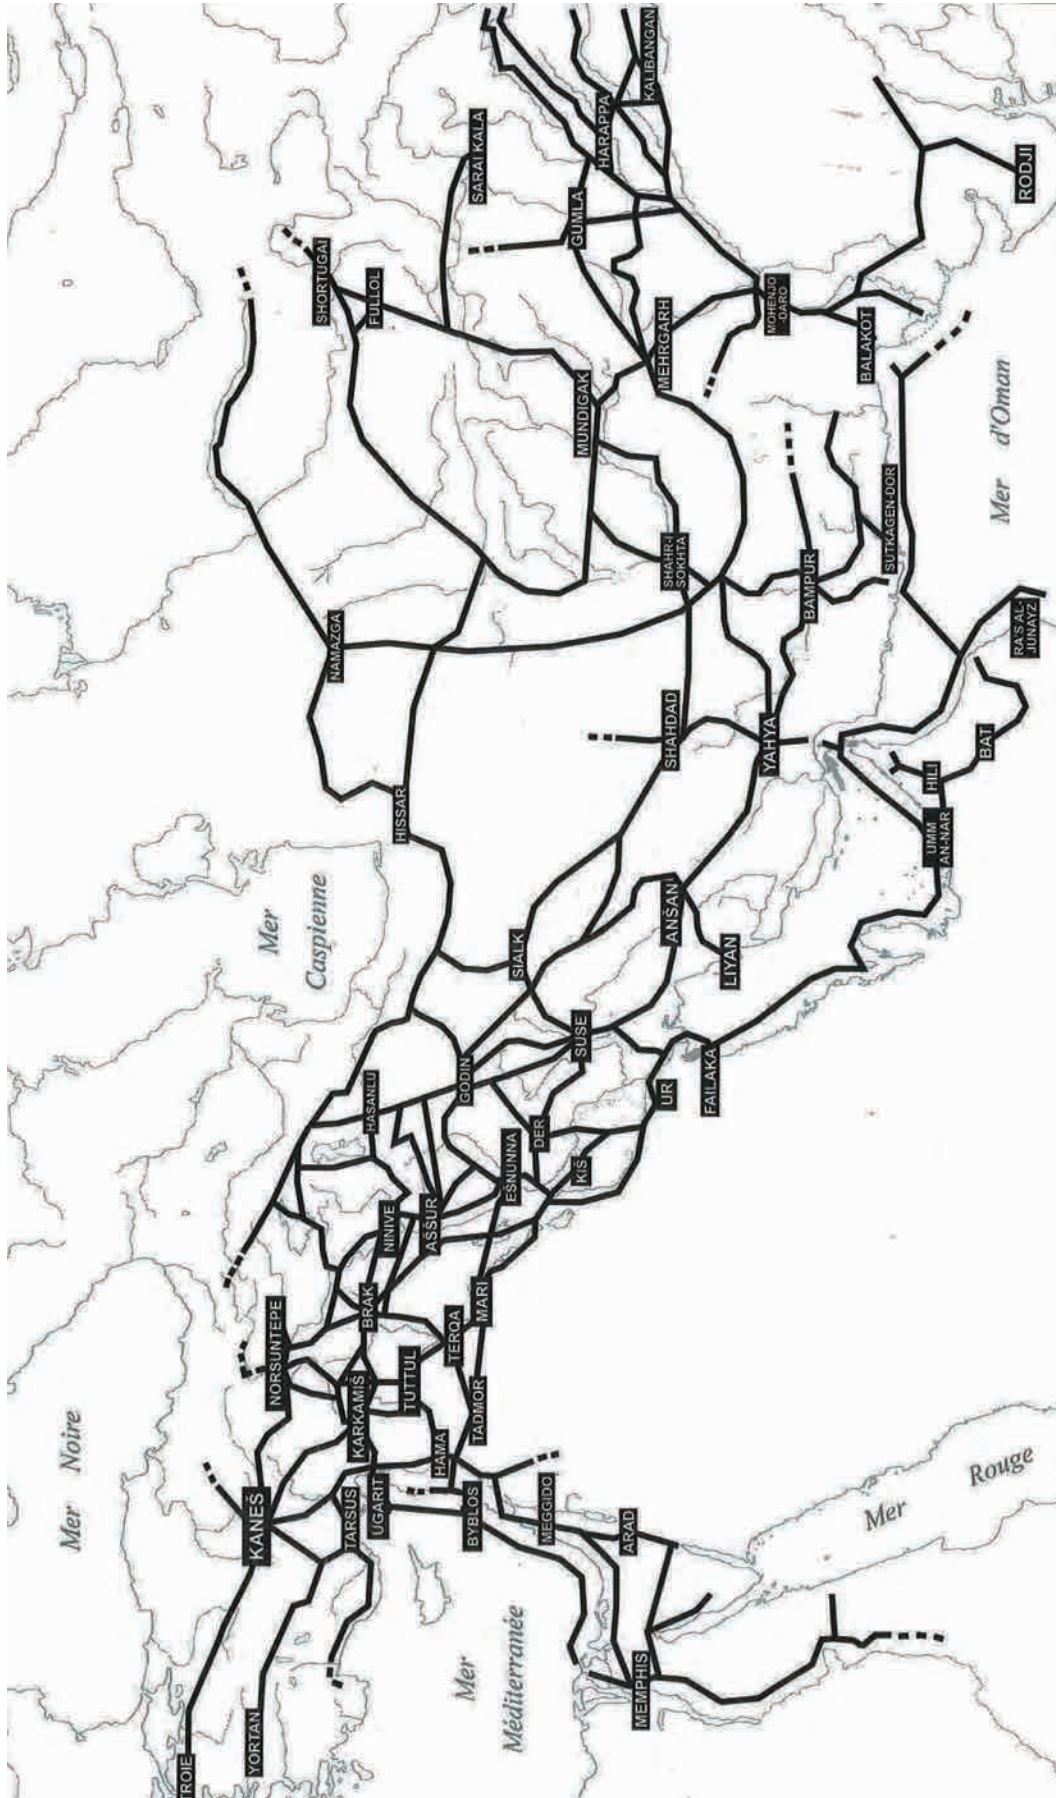 Mer Noire
TROIE
YORTAN
KANEŠ
NORSUNTEPE
Mer
Caspienne
NAMAZGA
SHORTUGAI
FULLOL
TARSUS
UGARIT
KARKAMIŠ
BRAK
NINIVE
HASANLU
HISSAR
TUTTUL
HAMA
TERQA
AŠŠUR
GODIN
SARAI KALA
Mer
Méditerranée
BYBLOS
TADMOR
MARI
EŠNUNNA
SIALK
MEGGIDO
DER
KIŠ
SUSE
MUNDIGAK
GUMLA
HARAPPA
KALIBANGAN
MEMPHIS
ARAD
UR
ANŠAN
SHAHDAD
SHAHR-I
SOKHTA
MEHRGARH
FAILAKA
LIYAN
YAHYA
BAMPUR
MOHENJO
-DARO
BALAKOT
SUTKAGEN-DOR
Mer
Rouge
UMM
AN-NAR
HILI
BAT
RA'S AL-
JUNAYZ
Mer d'Oman
RODJI